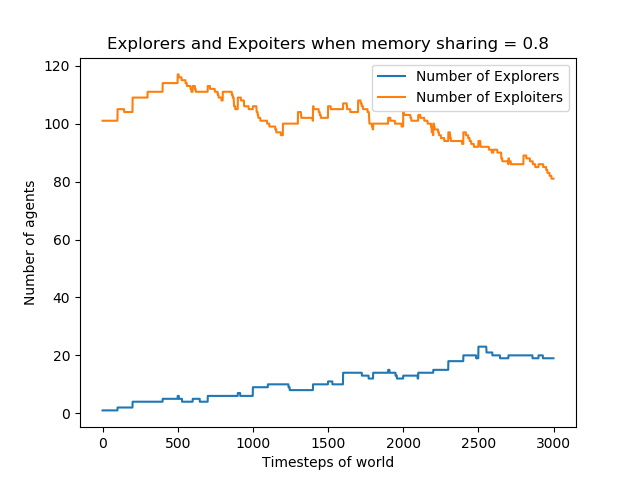 Explorers and Expoiters when memory sharing = 0.8
Number of Explorers
Number of Exploiters
120
100
80
60
40
20
0
Number of agents
0 500 1000 1500 2000 2500 3000
Timesteps of world